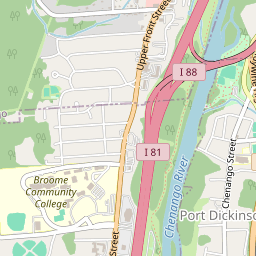 Upper Front Street
I 88
I 81
Chenango Street
Broome
Community
College
Chenango River
Port Dickinso
Street